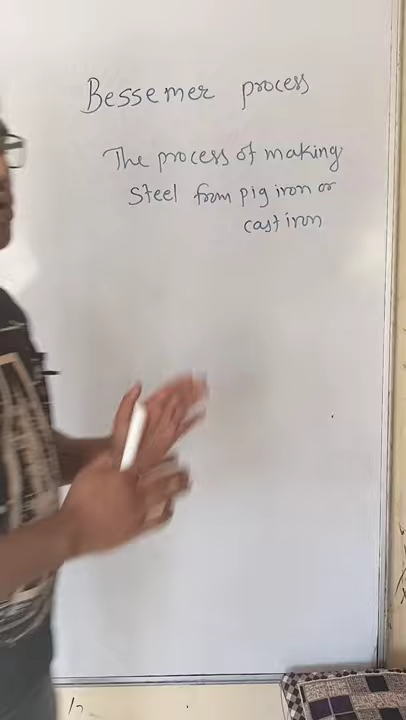 Bessemer process
The process of making
Steel from pig iron or
cast iron